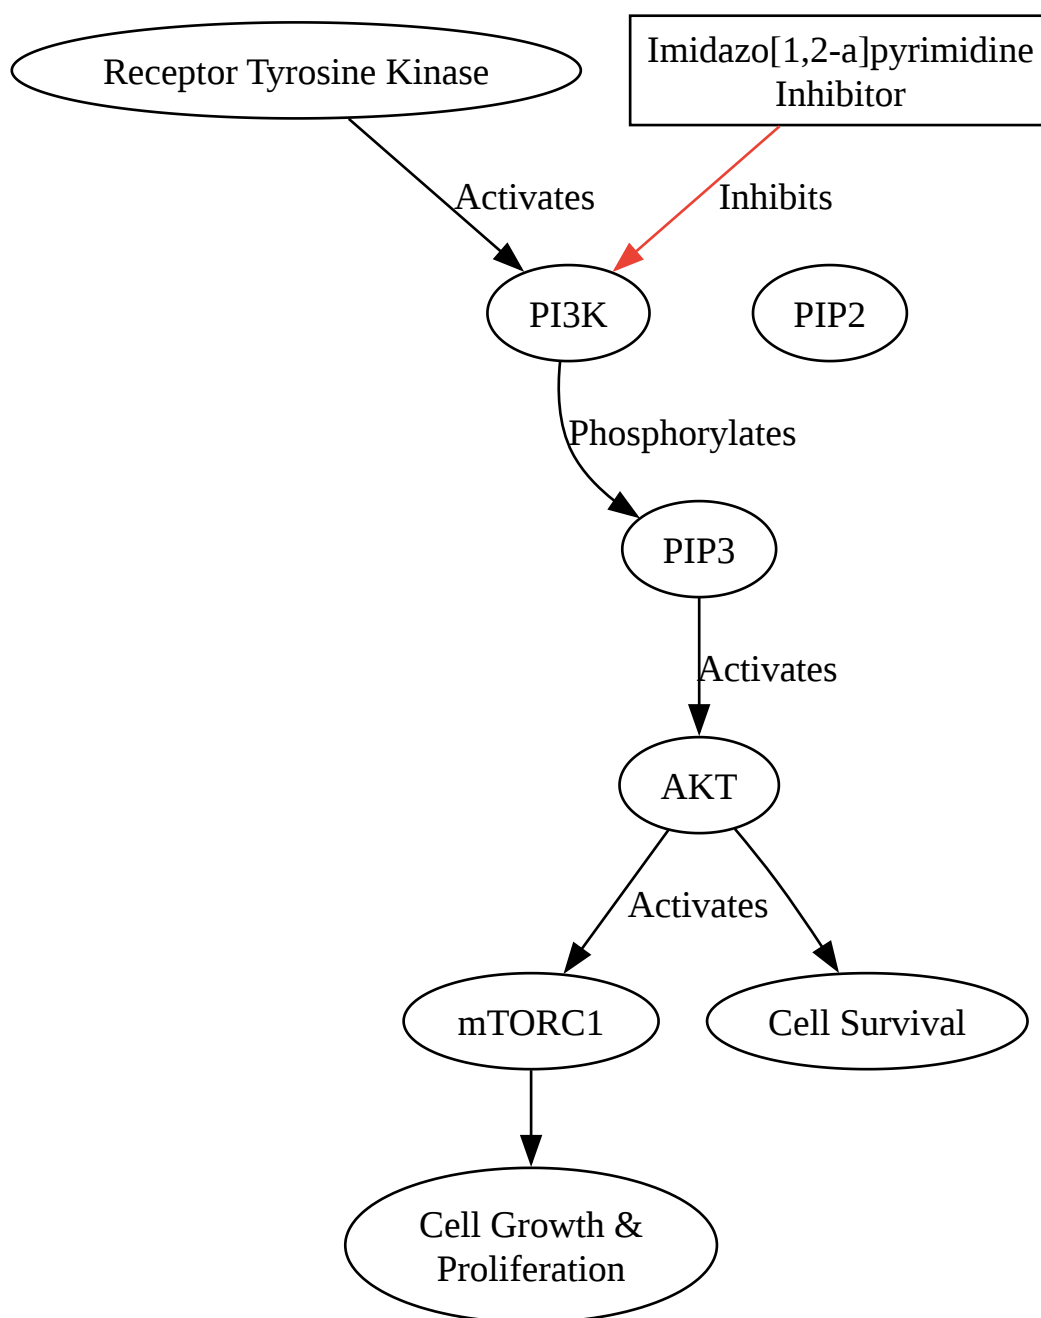 Receptor Tyrosine Kinase
Imidazo[1,2-a]pyrimidine
Inhibitor
Activates
Inhibits
PI3K
PIP2
Phosphorylates
PIP3
Activates
AKT
Activates
mTORC1
Cell Survival
Cell Growth &
Proliferation